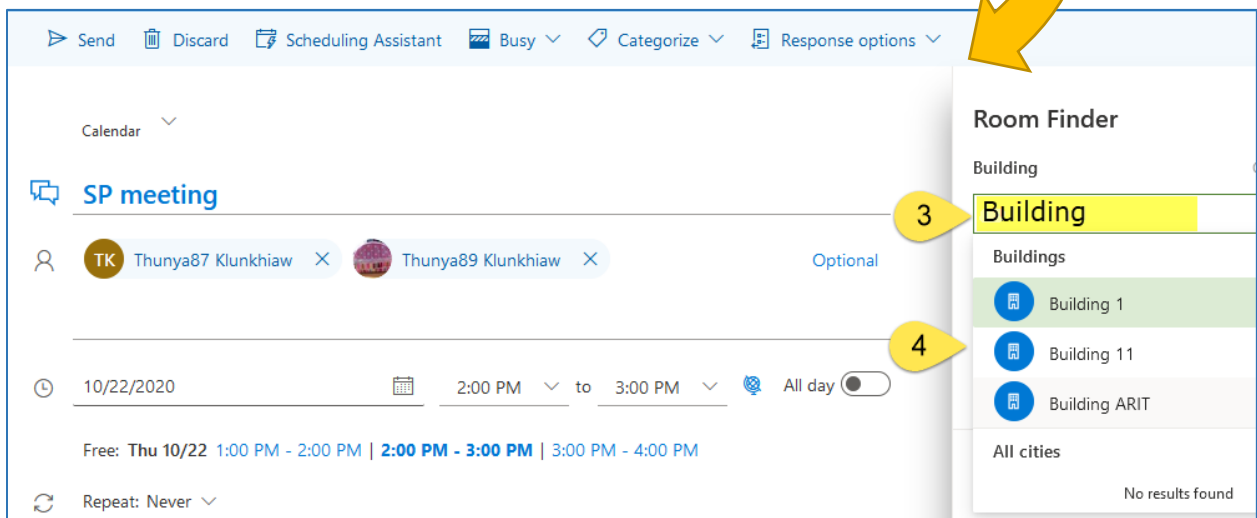 Send Discard Scheduling Assistant Busy Categorize Response options
Calendar
SP meeting
TK Thunya87 Klunkhiaw Thunya89 Klunkhiaw Optional
10/22/2020 2:00 PM to 3:00 PM All day
Free: Thu 10/22 1:00 PM - 2:00 PM | 2:00 PM - 3:00 PM | 3:00 PM - 4:00 PM
Repeat: Never
Room Finder
Building
3 Building
Buildings
Building 1
4 Building 11
Building ARIT
All cities
No results found